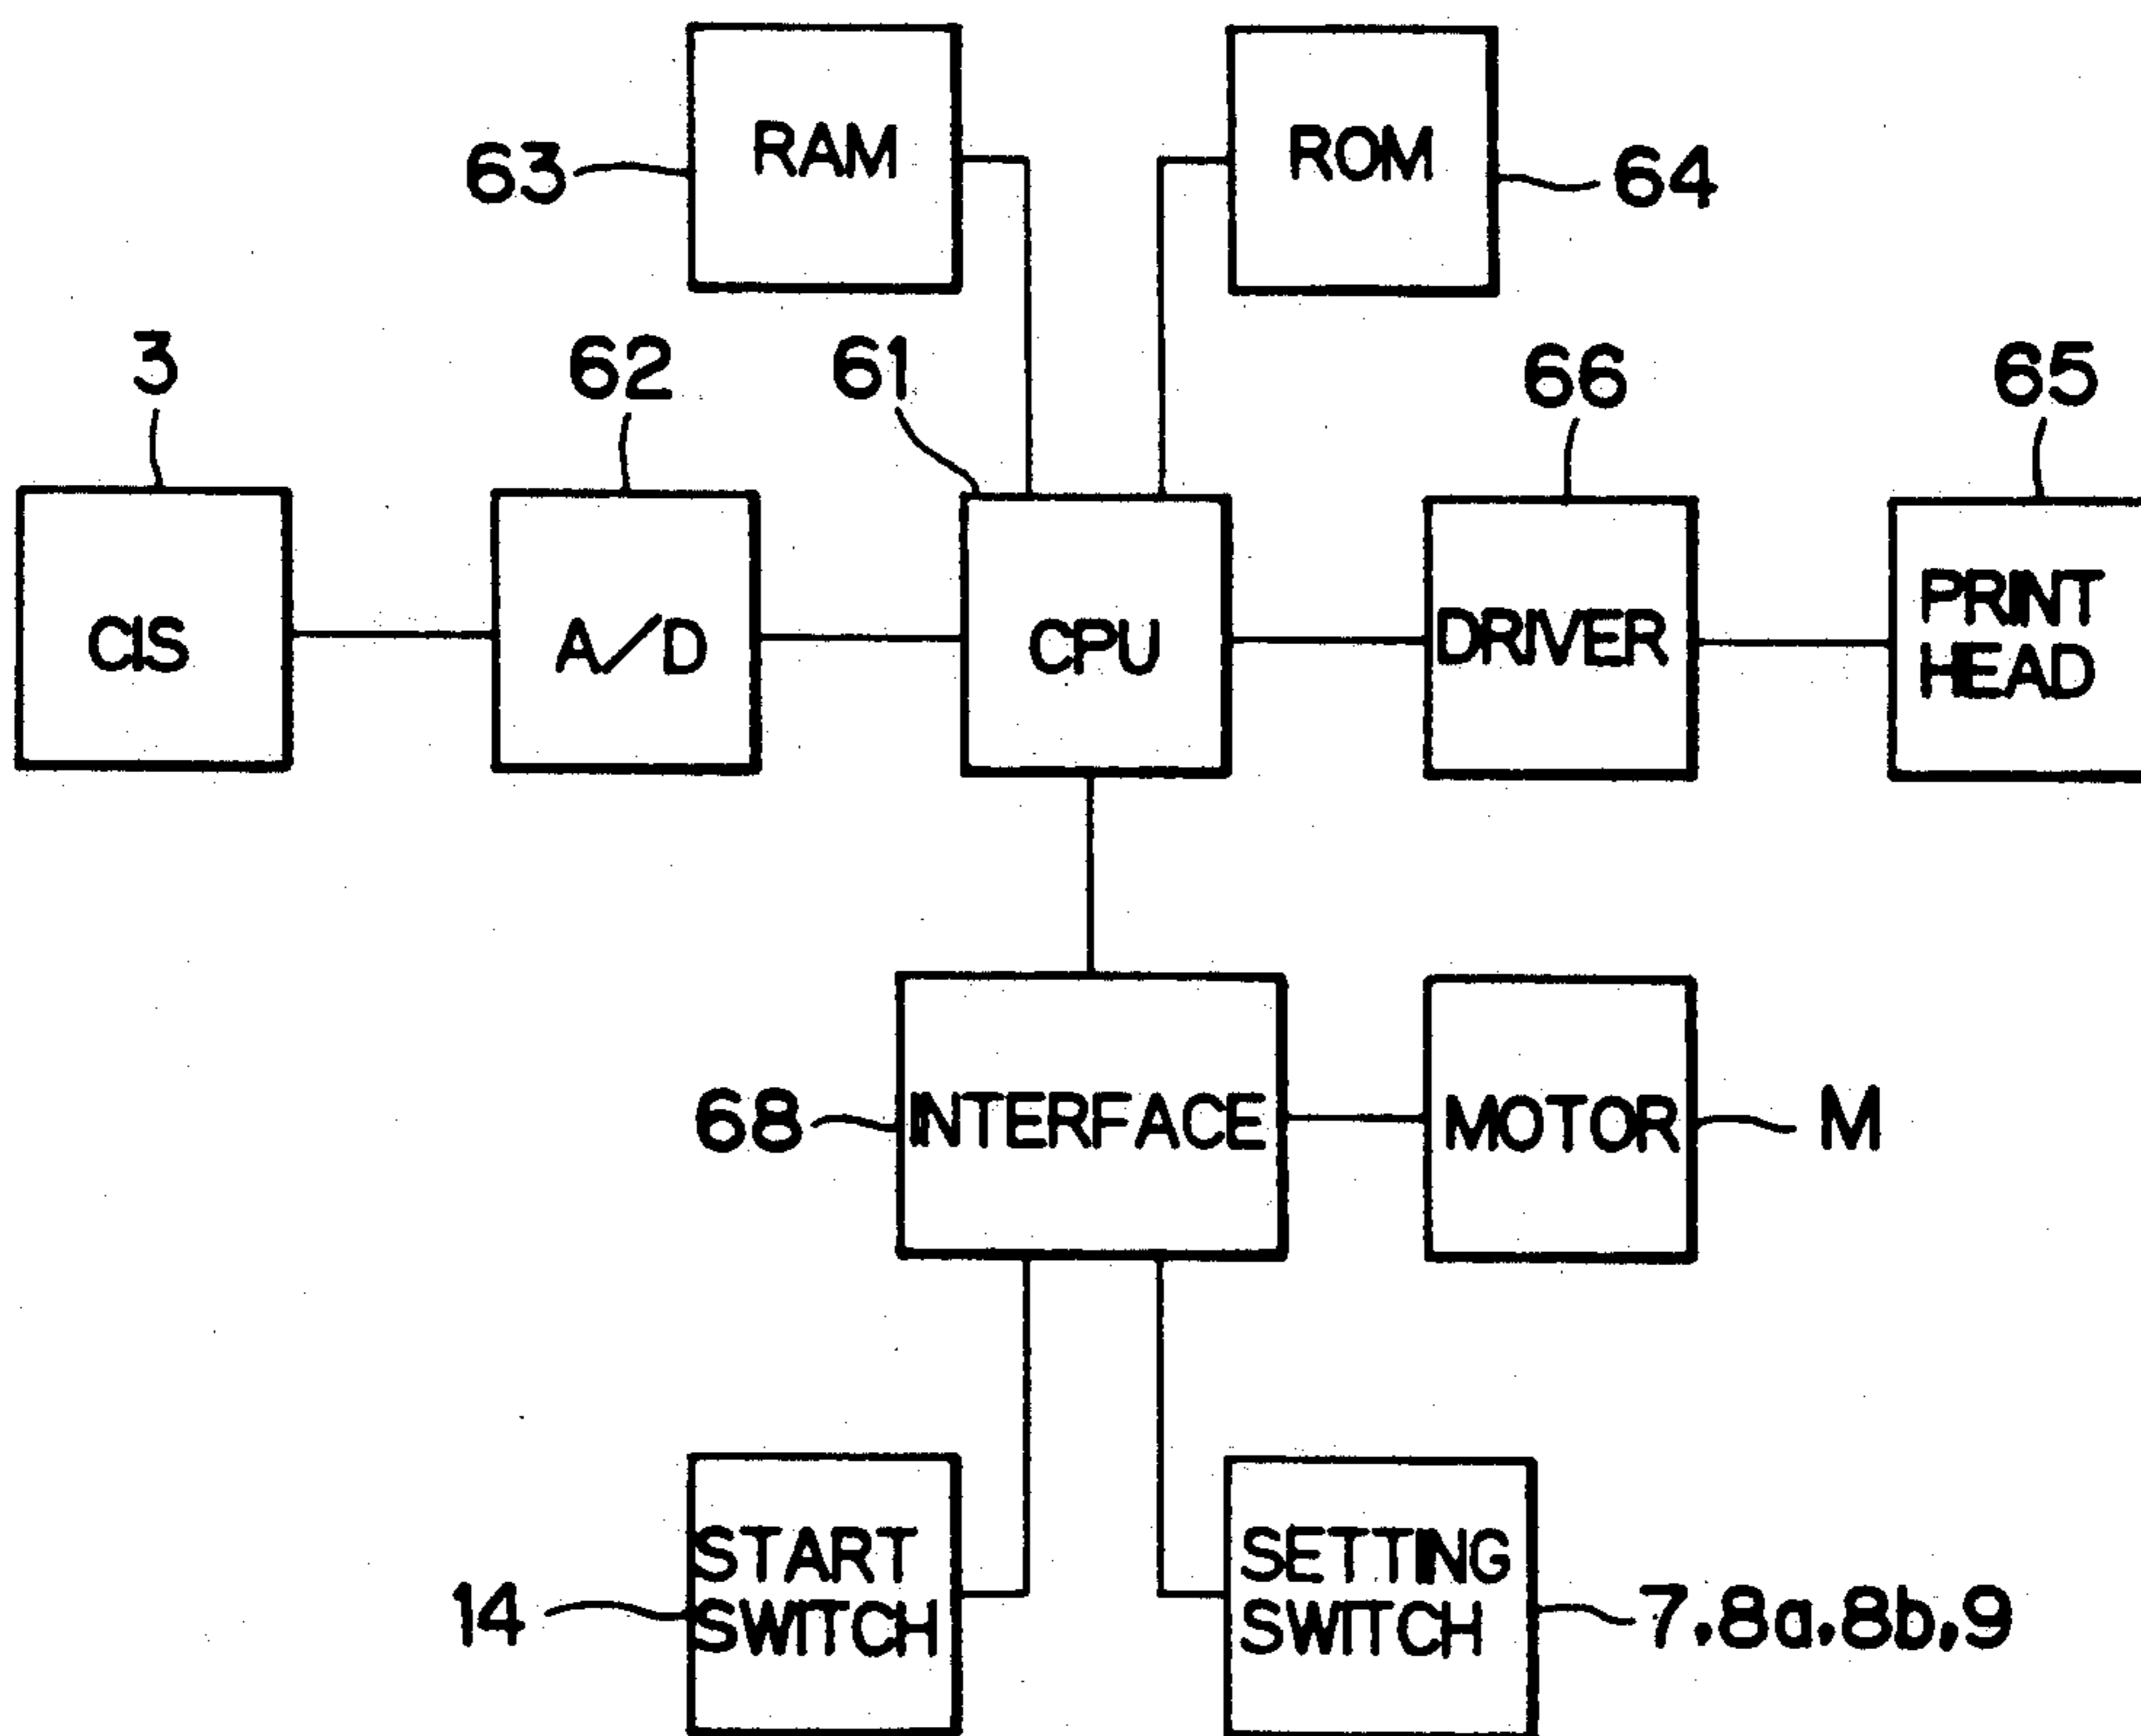 RAM
ROM
63
64
3
62
61
66
65
CIS
A/D
CPU
DRIVER
PRINT
HEAD
68
INTERFACE
MOTOR
M
START
SWITCH
SETTING
SWITCH
14
7.8a.8b,9